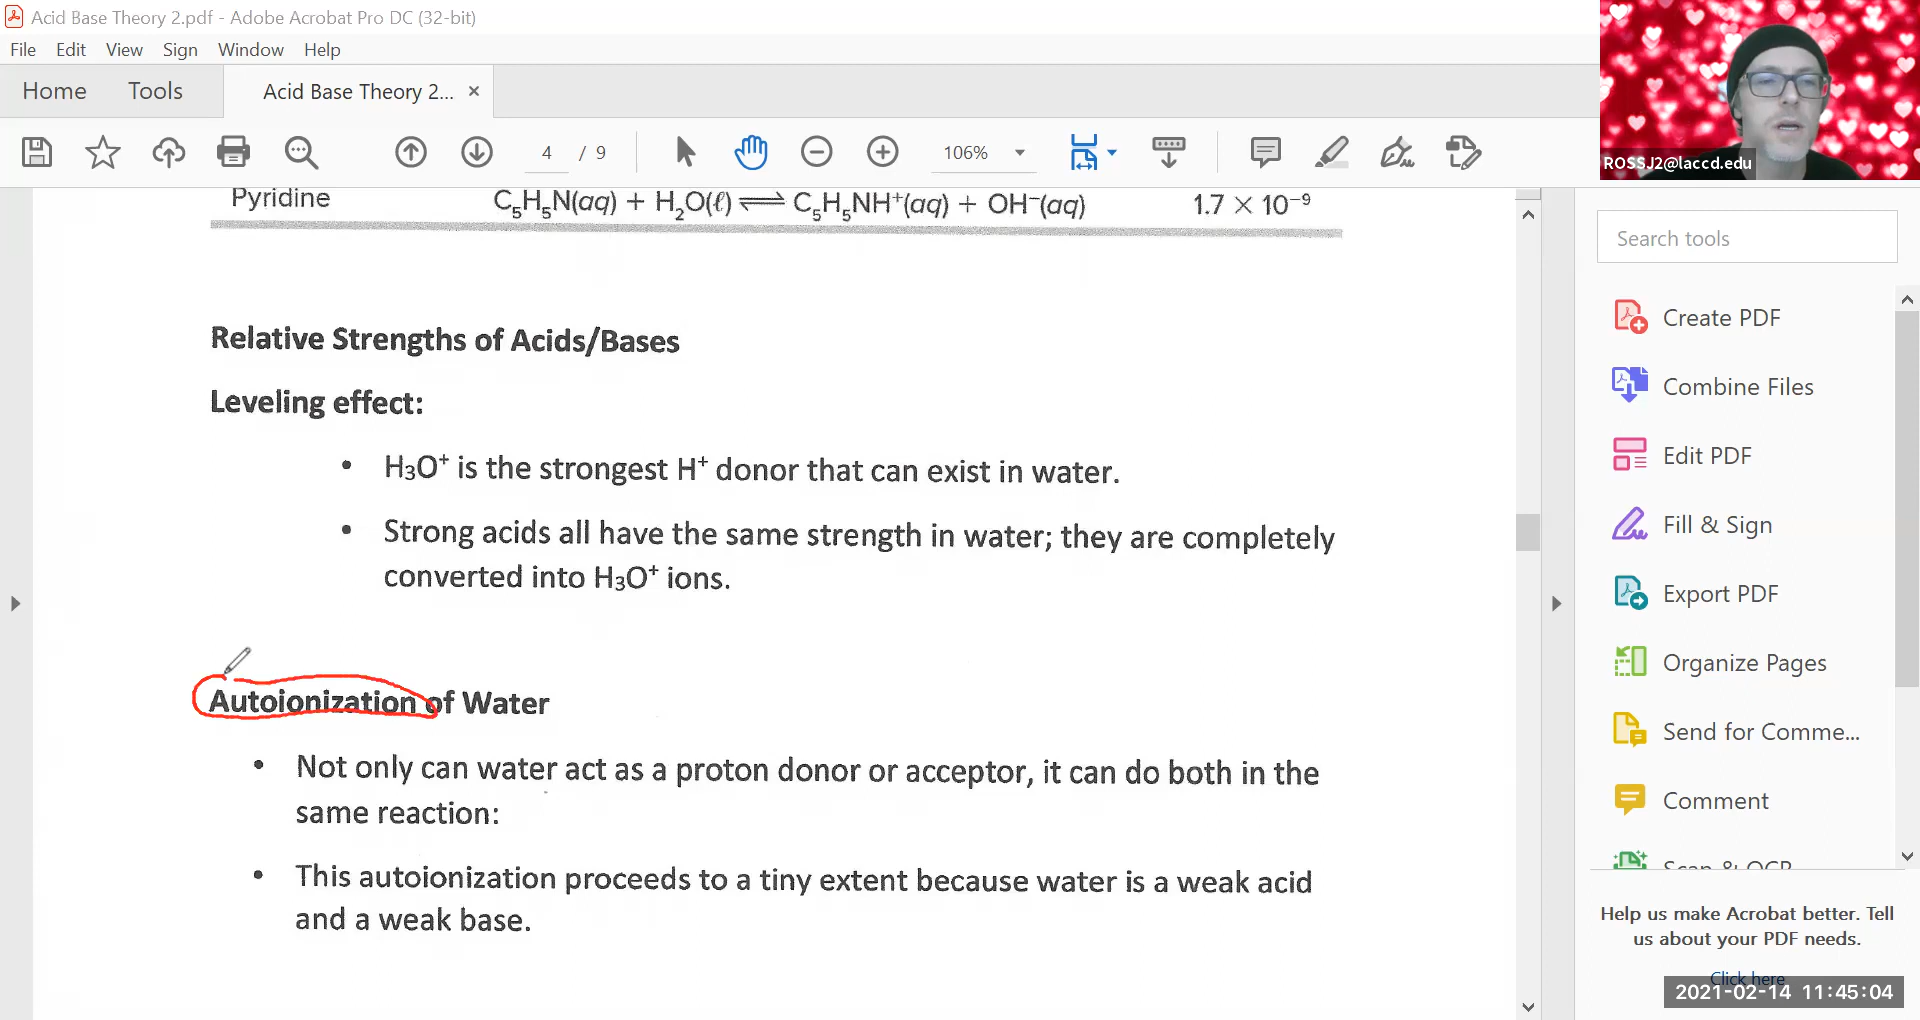 Acid Base Theory 2.pdf - Adobe Acrobat Pro DC (32-bit)
File Edit View Sign Window Help
Home Tools Acid Base Theory 2... ×
4 / 9 106%
ROSSJ2@laccd.edu
Pyridine C₅H₅N(aq) + H₂O(ℓ) ⇌ C₅H₅NH⁺(aq) + OH⁻(aq) 1.7 × 10⁻⁹
Relative Strengths of Acids/Bases
Leveling effect:
• H₃O⁺ is the strongest H⁺ donor that can exist in water.
• Strong acids all have the same strength in water; they are completely
converted into H₃O⁺ ions.
Autoionization of Water
• Not only can water act as a proton donor or acceptor, it can do both in the
same reaction:
• This autoionization proceeds to a tiny extent because water is a weak acid
and a weak base.
Search tools
Create PDF
Combine Files
Edit PDF
Fill & Sign
Export PDF
Organize Pages
Send for Comme...
Comment
Scan & OCR
Help us make Acrobat better. Tell
us about your PDF needs.
Click here
2021-02-14 11:45:04